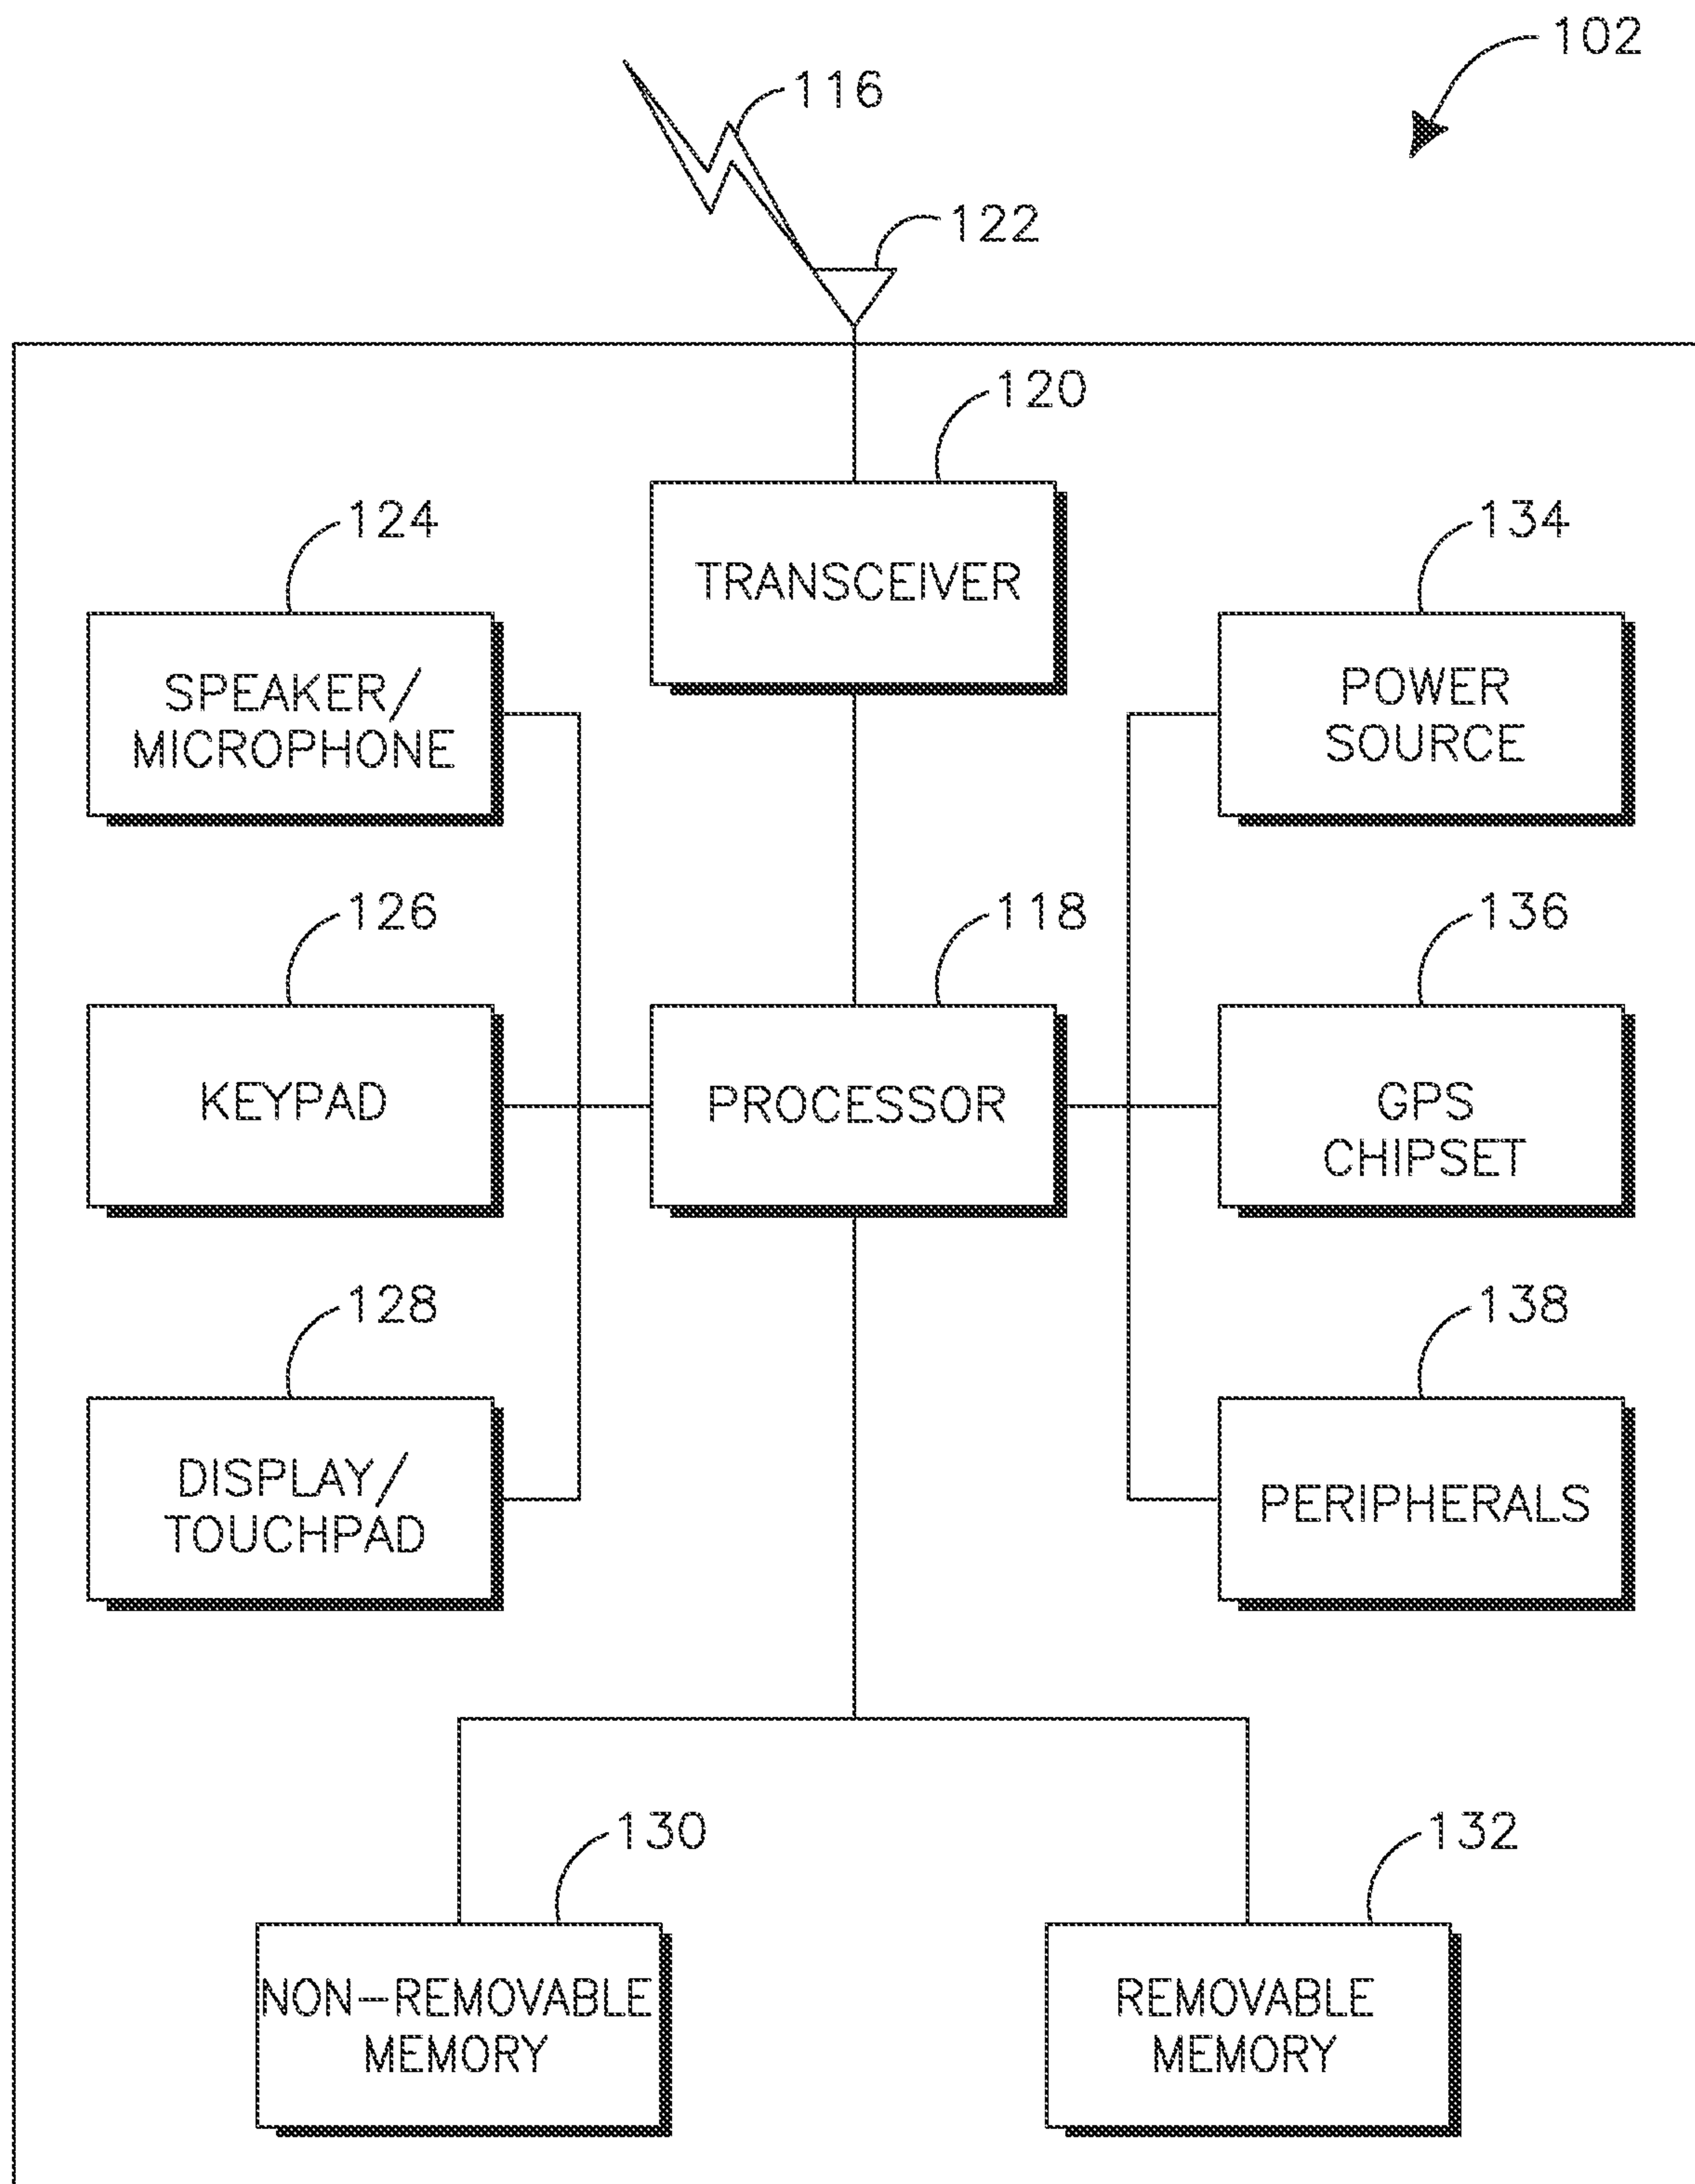 102
116
122
120
TRANSCEIVER
124
SPEAKER/
MICROPHONE
134
POWER
SOURCE
126
KEYPAD
118
PROCESSOR
136
GPS
CHIPSET
128
DISPLAY/
TOUCHPAD
138
PERIPHERALS
130
NON-REMOVABLE
MEMORY
132
REMOVABLE
MEMORY